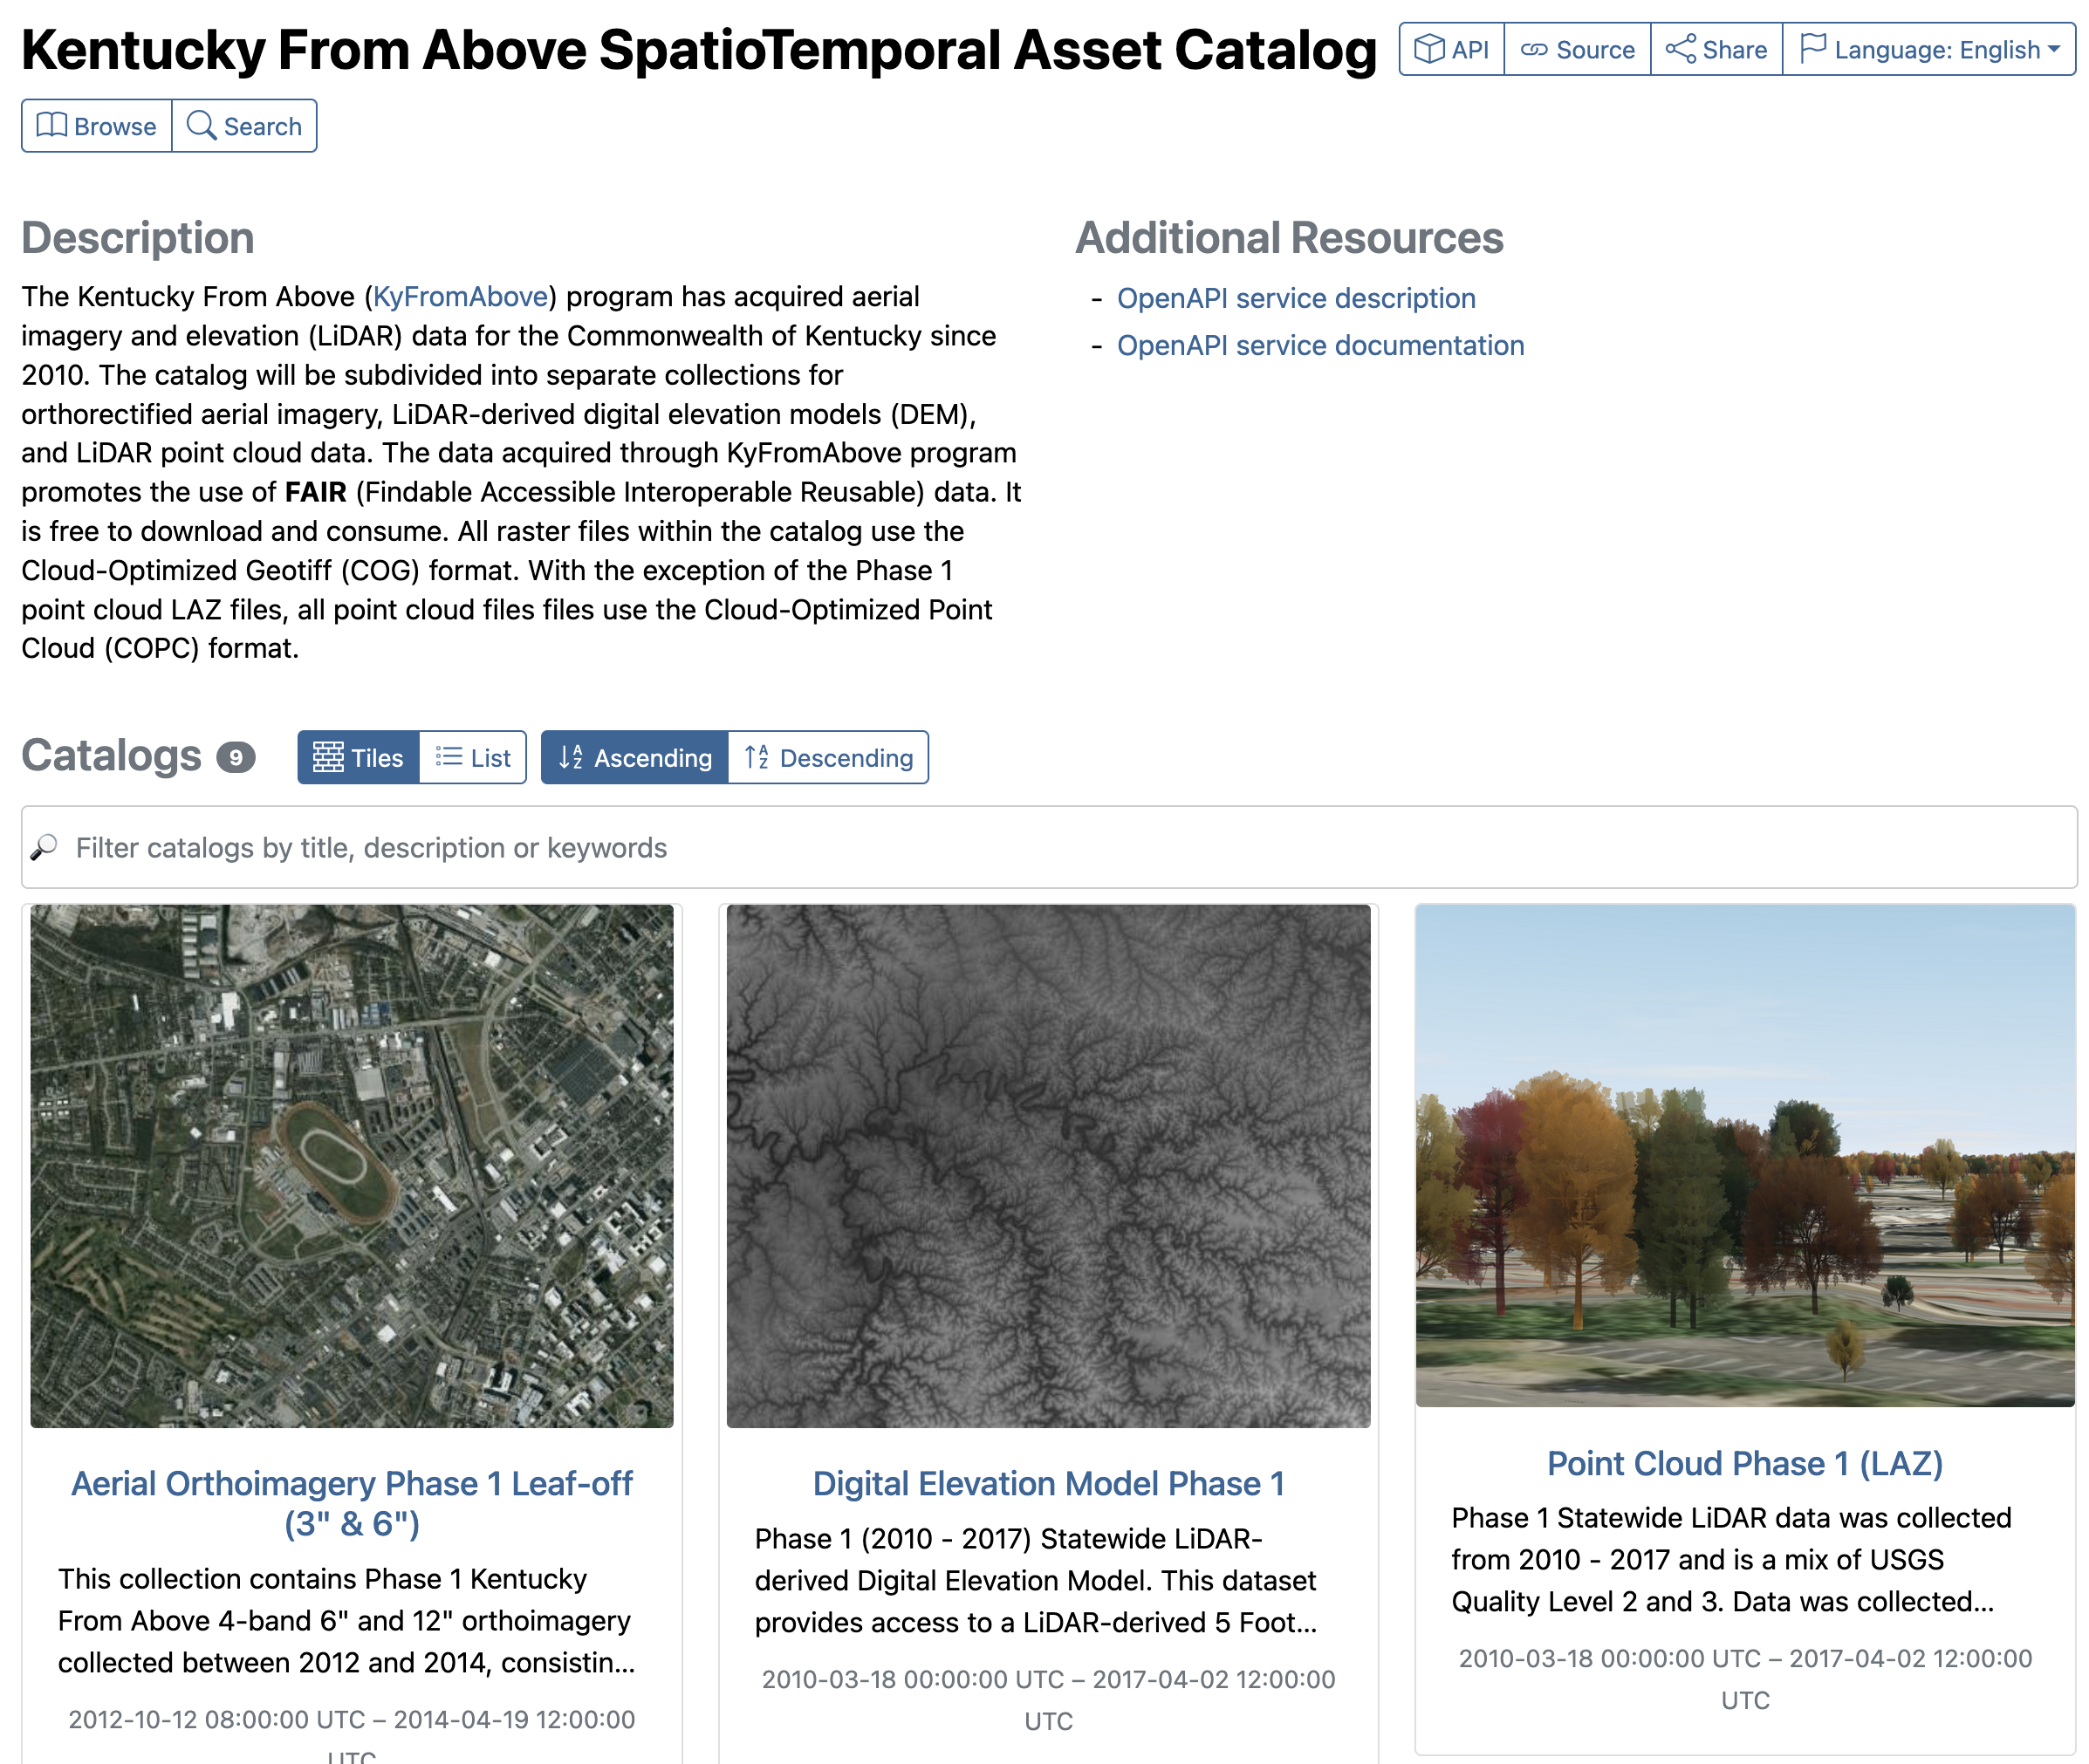 Kentucky From Above SpatioTemporal Asset Catalog
API
Source
Share
Language: English
Browse
Search
Description
The Kentucky From Above (KyFromAbove) program has acquired aerial
imagery and elevation (LiDAR) data for the Commonwealth of Kentucky since
2010. The catalog will be subdivided into separate collections for
orthorectified aerial imagery, LiDAR-derived digital elevation models (DEM),
and LiDAR point cloud data. The data acquired through KyFromAbove program
promotes the use of FAIR (Findable Accessible Interoperable Reusable) data. It
is free to download and consume. All raster files within the catalog use the
Cloud-Optimized Geotiff (COG) format. With the exception of the Phase 1
point cloud LAZ files, all point cloud files files use the Cloud-Optimized Point
Cloud (COPC) format.
Additional Resources
- OpenAPI service description
- OpenAPI service documentation
Catalogs 9
Tiles
List
Ascending
Descending
Filter catalogs by title, description or keywords
Aerial Orthoimagery Phase 1 Leaf-off
(3" & 6")
This collection contains Phase 1 Kentucky
From Above 4-band 6" and 12" orthoimagery
collected between 2012 and 2014, consistin...
2012-10-12 08:00:00 UTC – 2014-04-19 12:00:00
UTC
Digital Elevation Model Phase 1
Phase 1 (2010 - 2017) Statewide LiDAR-
derived Digital Elevation Model. This dataset
provides access to a LiDAR-derived 5 Foot...
2010-03-18 00:00:00 UTC – 2017-04-02 12:00:00
UTC
Point Cloud Phase 1 (LAZ)
Phase 1 Statewide LiDAR data was collected
from 2010 - 2017 and is a mix of USGS
Quality Level 2 and 3. Data was collected...
2010-03-18 00:00:00 UTC – 2017-04-02 12:00:00
UTC